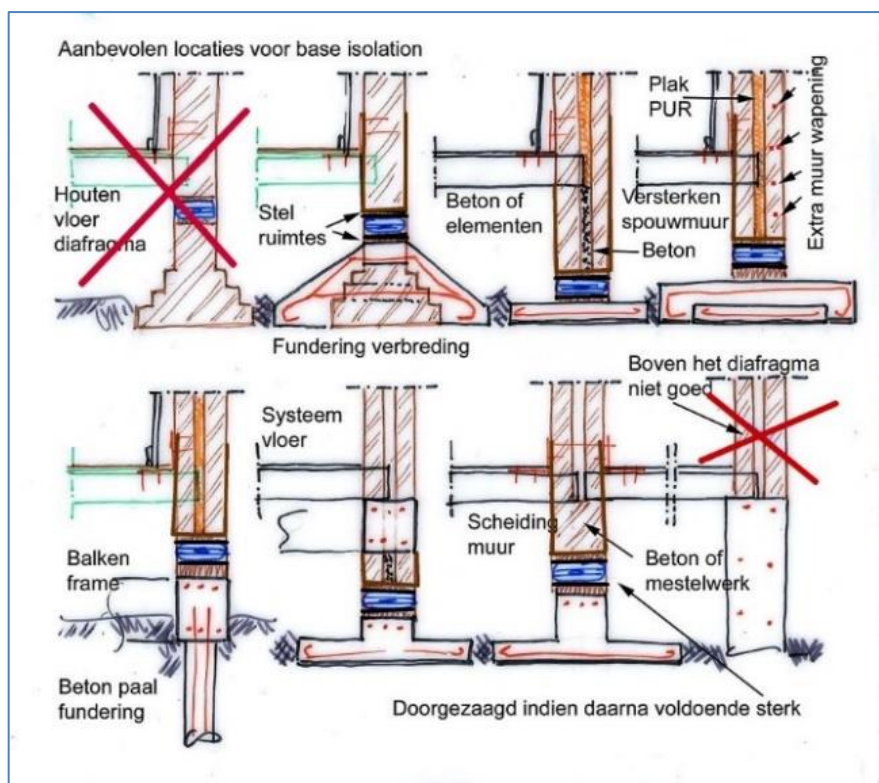 Aanbevolen locaties voor base isolation
Houten
vloer
diafragma
Stel
ruimtes
Beton of
elementen
Beton
Plak
PUR
Versterken
spouwmuur
Extra muur wapening
Fundering verbreding
Boven het diafragma
niet goed
Systeem
vloer
Balken
frame
Scheiding
muur
Beton of
mestelwerk
Beton paal
fundering
Doorgezaagd indien daarna voldoende sterk